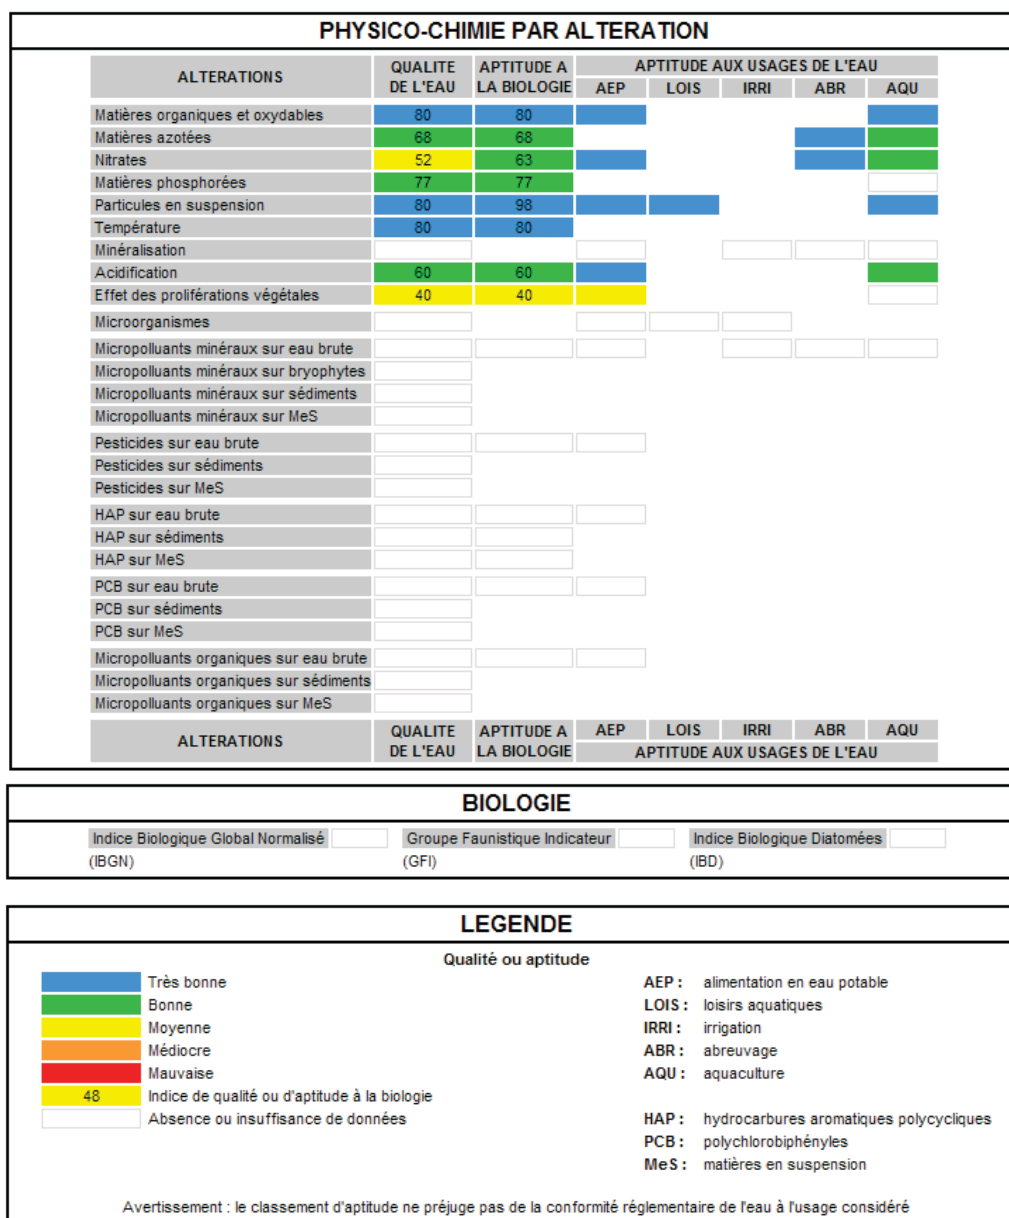 PHYSICO-CHIMIE PAR ALTERATION
ALTERATIONS QUALITE DE L'EAU APTITUDE A LA BIOLOGIE APTITUDE AUX USAGES DE L'EAU
AEP LOIS IRRI ABR AQU
Matières organiques et oxydables 80 80
Matières azotées 68 68
Nitrates 52 63
Matières phosphorées 77 77
Particules en suspension 80 98
Température 80 80
Minéralisation
Acidification 60 60
Effet des proliférations végétales 40 40
Microorganismes
Micropolluants minéraux sur eau brute
Micropolluants minéraux sur bryophytes
Micropolluants minéraux sur sédiments
Micropolluants minéraux sur MeS
Pesticides sur eau brute
Pesticides sur sédiments
Pesticides sur MeS
HAP sur eau brute
HAP sur sédiments
HAP sur MeS
PCB sur eau brute
PCB sur sédiments
PCB sur MeS
Micropolluants organiques sur eau brute
Micropolluants organiques sur sédiments
Micropolluants organiques sur MeS
ALTERATIONS QUALITE DE L'EAU APTITUDE A LA BIOLOGIE AEP LOIS IRRI ABR AQU
APTITUDE AUX USAGES DE L'EAU
BIOLOGIE
Indice Biologique Global Normalisé Groupe Faunistique Indicateur Indice Biologique Diatomées
(IBGN) (GFI) (IBD)
LEGENDE
Qualité ou aptitude
Très bonne AEP : alimentation en eau potable
Bonne LOIS : loisirs aquatiques
Moyenne IRRI : irrigation
Médiocre ABR : abreuvage
Mauvaise AQU : aquaculture
48 Indice de qualité ou d'aptitude à la biologie
Absence ou insuffisance de données HAP : hydrocarbures aromatiques polycycliques
PCB : polychlorobiphényles
MeS : matières en suspension
Avertissement : le classement d'aptitude ne préjuge pas de la conformité réglementaire de l'eau à l'usage considéré